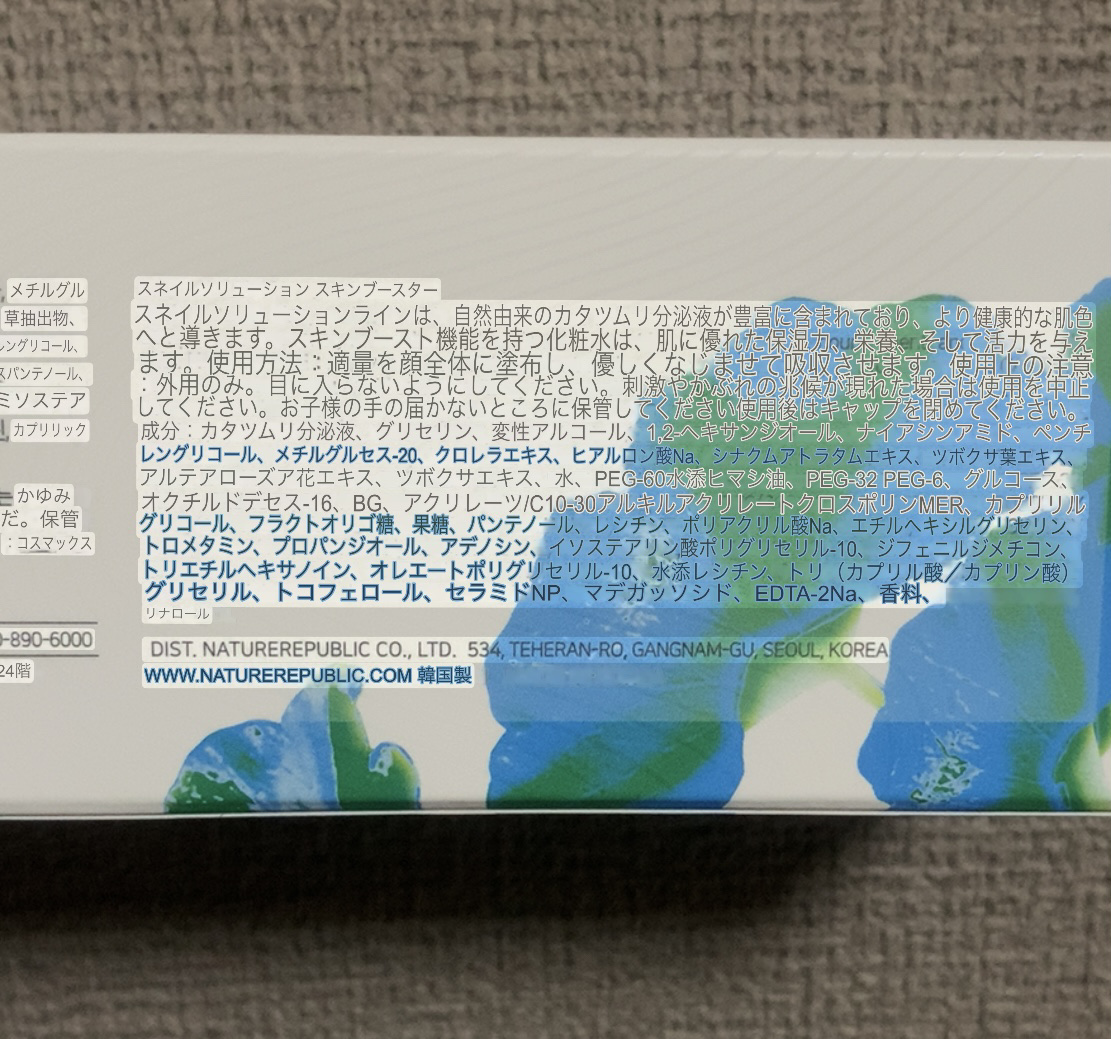 メチルグル
草抽出物、
レングリコール、
スパンテノール、
ミソステア
カプリリック
かゆみ
だ。保管
：コスマックス
0-890-6000
24階
スネイルソリューション スキンブースター
スネイルソリューションラインは、自然由来のカタツムリ分泌液が豊富に含まれており、より健康的な肌色
へと導きます。スキンブースト機能を持つ化粧水は、肌に優れた保湿力、栄養、そして活力を与え
ます。使用方法：適量を顔全体に塗布し、優しくなじませて吸収させます。使用上の注意
：外用のみ。目に入らないようにしてください。刺激やかぶれの兆候が現れた場合は使用を中止
してください。お子様の手の届かないところに保管してください使用後はキャップを閉めてください。
成分：カタツムリ分泌液、グリセリン、変性アルコール、1,2-ヘキサンジオール、ナイアシンアミド、ペンチ
レングリコール、メチルグルセス-20、クロレラエキス、ヒアルロン酸Na、シナクムアトラタムエキス、ツボクサ葉エキス、
アルテアローズア花エキス、ツボクサエキス、水、PEG-60水添ヒマシ油、PEG-32 PEG-6、グルコース、
オクチルドデセス-16、BG、アクリレーツ/C10-30アルキルアクリレートクロスポリンMER、カプリリル
グリコール、フラクトオリゴ糖、果糖、パンテノール、レシチン、ポリアクリル酸Na、エチルヘキシルグリセリン、
トロメタミン、プロパンジオール、アデノシン、イソステアリン酸ポリグリセリル-10、ジフェニルジメチコン、
トリエチルヘキサノイン、オレエートポリグリセリル-10、水添レシチン、トリ（カプリル酸／カプリン酸）
グリセリル、トコフェロール、セラミドNP、マデガッソシド、EDTA-2Na、香料、
リナロール
DIST. NATUREREPUBLIC CO., LTD. 534, TEHERAN-RO, GANGNAM-GU, SEOUL, KOREA
WWW.NATUREREPUBLIC.COM 韓国製